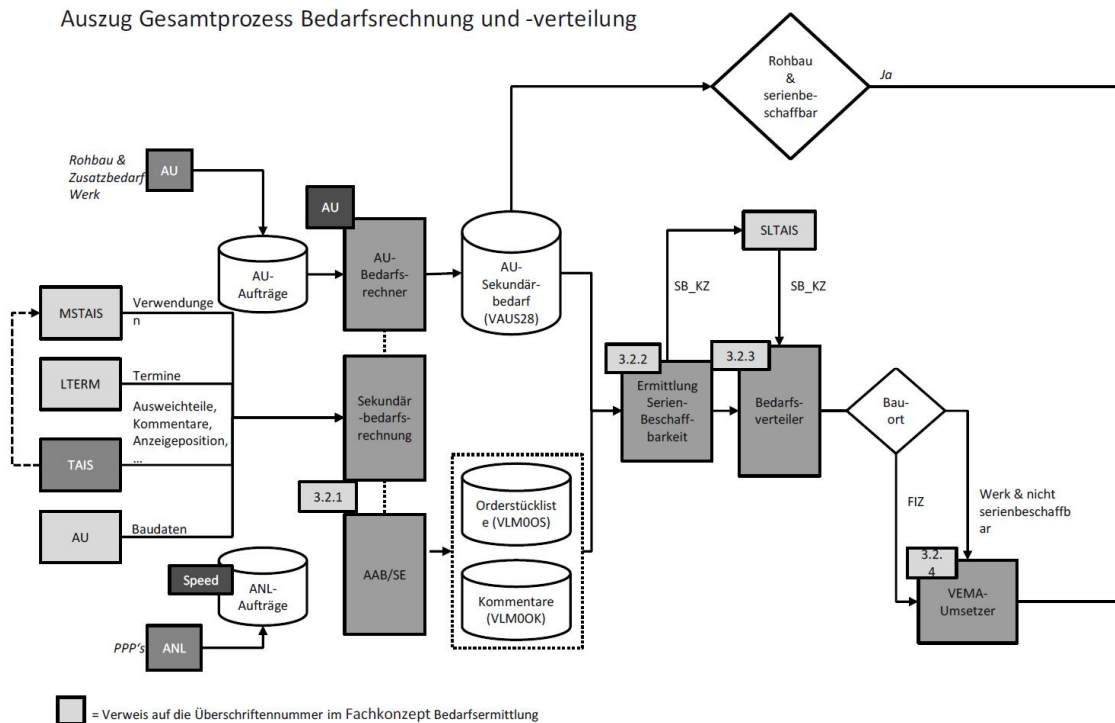 Auszug Gesamtprozess Bedarfsrechnung und -verteilung
Rohbau
&
serienbe-
schaffbar
Ja
Rohbau &
Zusatzbedarf
Werk
AU
AU
AU-
Aufträge
AU-
Bedarfs-
rechner
AU-
Sekundär-
bedarf
(VAUS28)
SLTAIS
SB_KZ
SB_KZ
MSTAIS
Verwendunge
n
LTERM
Termine
Ausweichteile,
Kommentare,
Anzeigeposition,
...
TAIS
AU
Baudaten
Sekundär
-bedarfs-
rechnung
3.2.2
Ermittlung
Serien-
Beschaff-
barkeit
3.2.3
Bedarfs-
verteiler
Bau-
ort
FIZ
Werk & nicht
serienbeschaffb
ar
3.2.1
AAB/SE
Orderstücklist
e (VLM0OS)
Kommentare
(VLM0OK)
3.2.
4
VEMA-
Umsetzer
Speed
ANL-
Aufträge
PPP's
ANL
= Verweis auf die Überschriftennummer im Fachkonzept Bedarfsermittlung